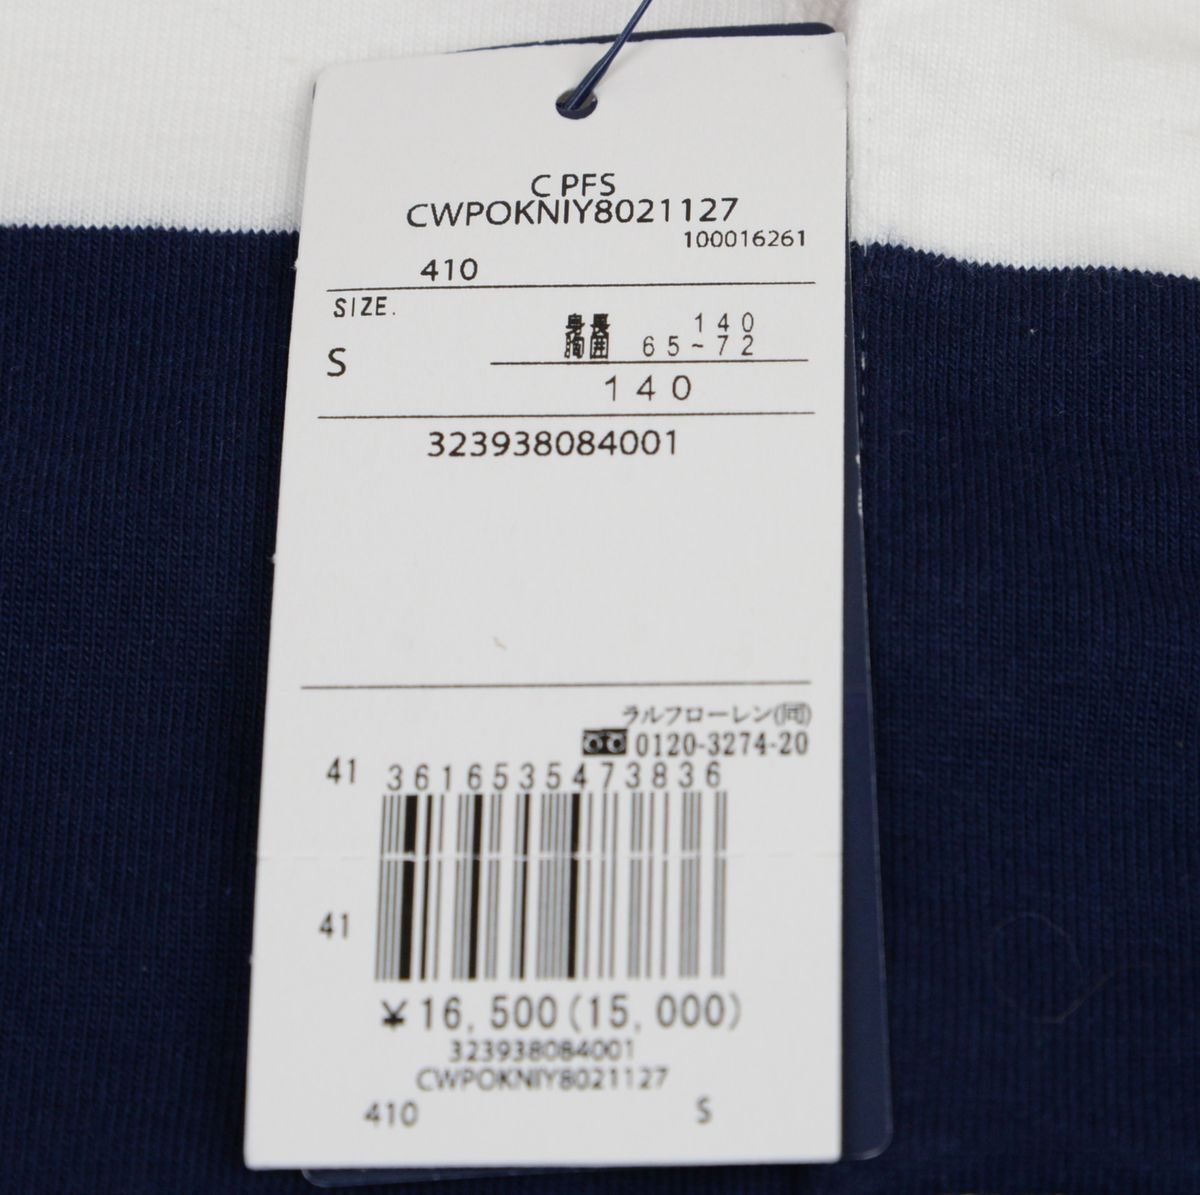 C PFS
CWPOKNIY8021127
100016261
410
SIZE.
S
身長 140
胸囲 65~72
140
323938084001
ラルフローレン(同)
0120-3274-20
41 3616535473836
41
¥16,500(15,000)
323938084001
CWPOKNIY8021127
410 S